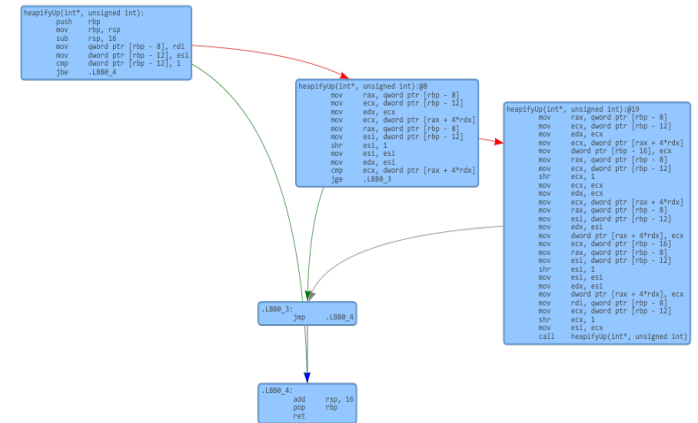 heapifyUp(int*, unsigned int):
push rbp
mov rbp, rsp
sub rsp, 16
mov qword ptr [rbp - 8], rdi
mov dword ptr [rbp - 12], esi
cmp dword ptr [rbp - 12], 1
jbe .LBB0_4
heapifyUp(int*, unsigned int):@8
mov rax, qword ptr [rbp - 8]
mov ecx, dword ptr [rbp - 12]
mov edx, ecx
mov ecx, dword ptr [rax + 4*rdx]
mov rax, qword ptr [rbp - 8]
mov esi, dword ptr [rbp - 12]
shr esi, 1
mov esi, esi
mov edx, esi
cmp ecx, dword ptr [rax + 4*rdx]
jge .LBB0_3
heapifyUp(int*, unsigned int):@19
mov rax, qword ptr [rbp - 8]
mov ecx, dword ptr [rbp - 12]
mov edx, ecx
mov ecx, dword ptr [rax + 4*rdx]
mov dword ptr [rbp - 16], ecx
mov rax, qword ptr [rbp - 8]
mov ecx, dword ptr [rbp - 12]
shr ecx, 1
mov ecx, ecx
mov edx, ecx
mov ecx, dword ptr [rax + 4*rdx]
mov rax, qword ptr [rbp - 8]
mov esi, dword ptr [rbp - 12]
mov edx, esi
mov dword ptr [rax + 4*rdx], ecx
mov ecx, dword ptr [rbp - 16]
mov rax, qword ptr [rbp - 8]
mov esi, dword ptr [rbp - 12]
shr esi, 1
mov esi, esi
mov edx, esi
mov dword ptr [rax + 4*rdx], ecx
mov rdi, qword ptr [rbp - 8]
mov ecx, dword ptr [rbp - 12]
shr ecx, 1
mov esi, ecx
call heapifyUp(int*, unsigned int)
.LBB0_3:
jmp .LBB0_4
.LBB0_4:
add rsp, 16
pop rbp
ret